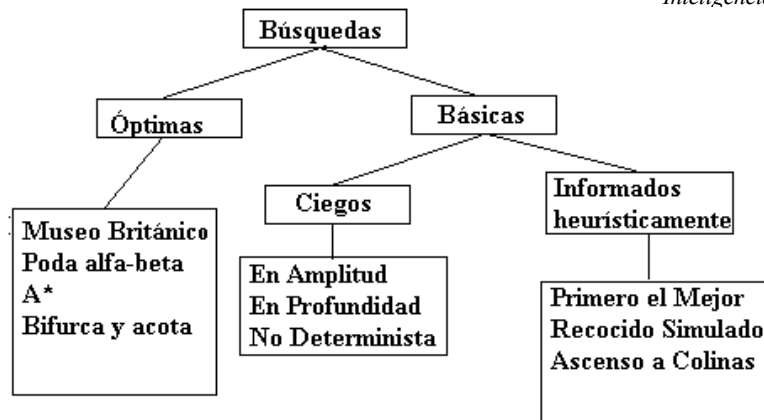 Búsquedas
Óptimas
Básicas
Museo Británico
Poda alfa-beta
A*
Bifurca y acota
Ciegos
En Amplitud
En Profundidad
No Determinista
Informados
heurísticamente
Primero el Mejor
Recocido Simulado
Ascenso a Colinas